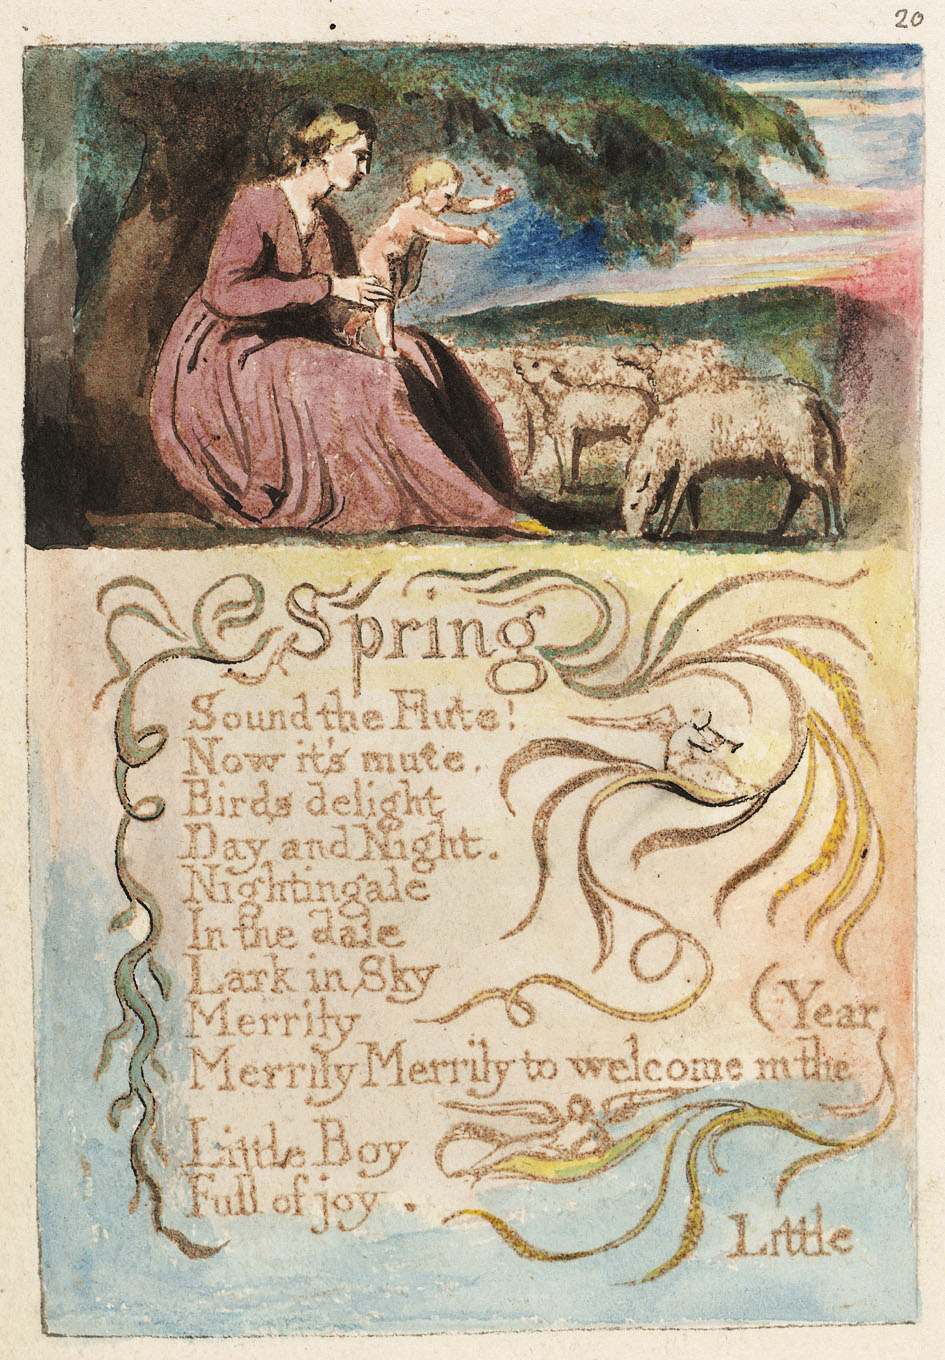 20
Spring
Sound the Flute!
Now it's mute.
Birds delight
Day and Night.
Nightingale
In the dale
Lark in Sky
Merrily
(Year,
Merrily Merrily to welcome in the
Little Boy
Full of joy.
Little